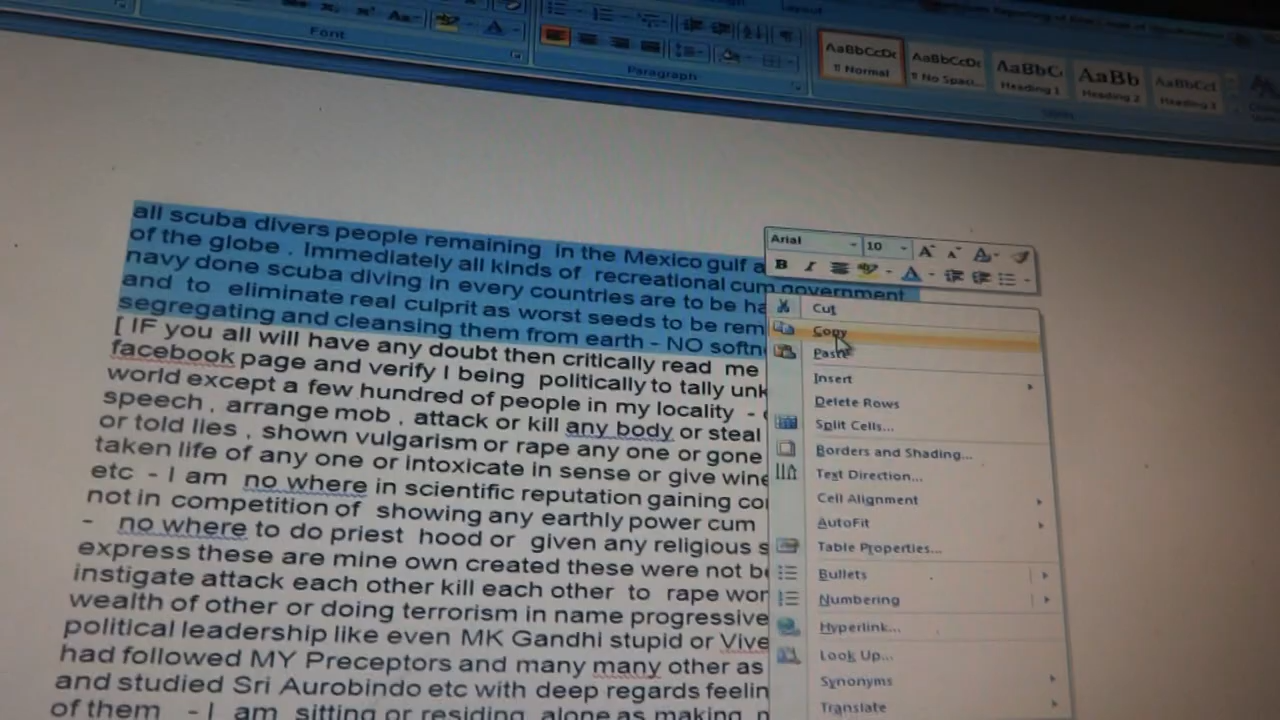 Font
Paragraph
AaBbCcDc
¶ Normal
AaBbCcDc
¶ No Spaci...
AaBbC
Heading 1
AaBb
Heading 2
AaBbCcI
Heading 3
all scuba divers people remaining in the Mexico gulf
of the globe . Immediately all kinds of recreational cum government
navy done scuba diving in every countries are to be
and to eliminate real culprit as worst seeds to be
segregating and cleansing them from earth - NO
[ IF you all will have any doubt then critically read me
facebook page and verify I being politically to tally
world except a few hundred of people in my locality -
speech , arrange mob , attack or kill any body or steal
or told lies , shown vulgarism or rape any one or gone
taken life of any one or intoxicate in sense or give
etc - I am no where in scientific reputation gaining
not in competition of showing any earthly power cum
- no where to do priest hood or given any religious
express these are mine own created these were not
instigate attack each other kill each other to rape
wealth of other or doing terrorism in name progressive
political leadership like even MK Gandhi stupid or
had followed MY Preceptors and many many other as
and studied Sri Aurobindo etc with deep regards
of them - I am sitting or residing alone as making
Arial
10
B I
Cut
Copy
Paste
Insert
Delete Rows
Split Cells...
Borders and Shading...
Text Direction...
Cell Alignment
AutoFit
Table Properties...
Bullets
Numbering
Hyperlink...
Look Up...
Synonyms
Translate